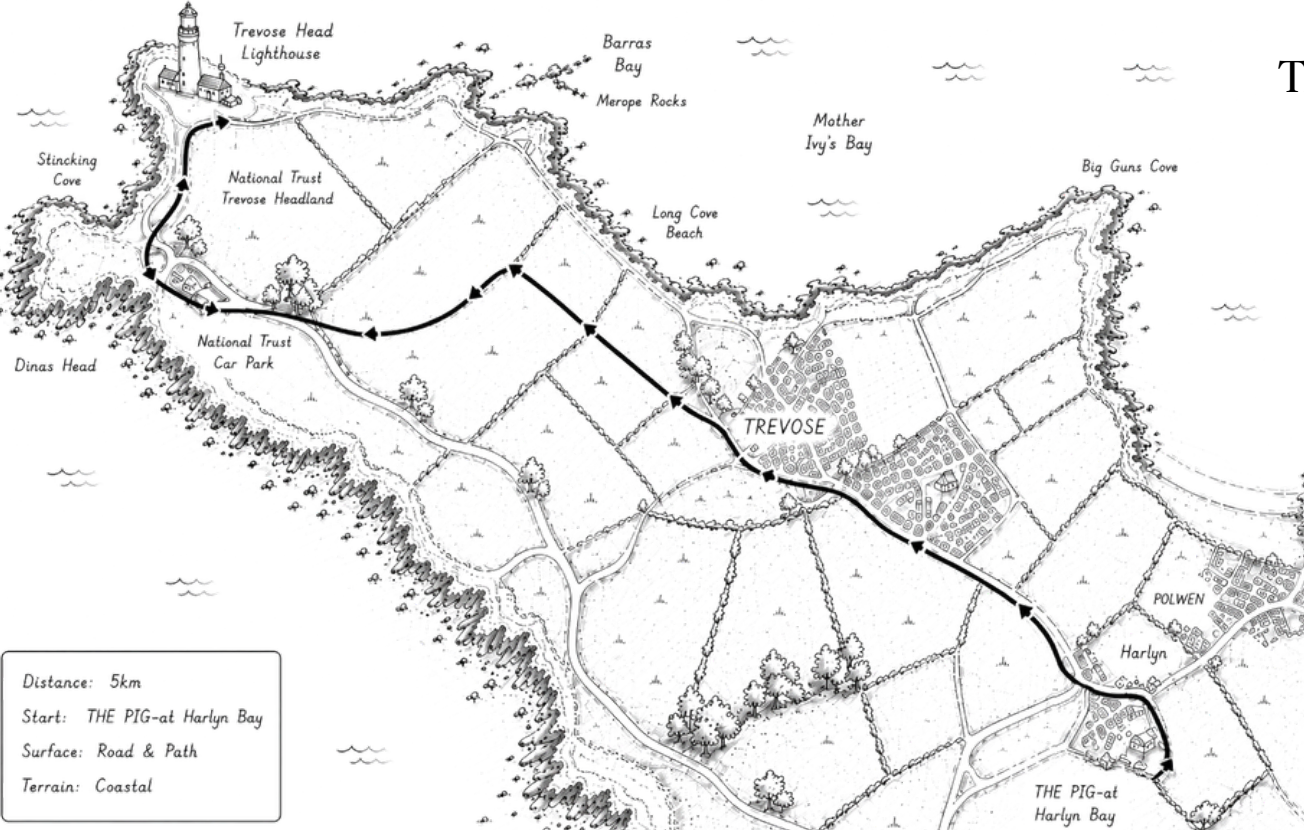 Trevose Head
Lighthouse
Barras
Bay
Merope Rocks
T
Mother
Ivy's Bay
Stincking
Cove
National Trust
Trevose Headland
Big Guns Cove
Long Cove
Beach
Dinas Head
National Trust
Car Park
TREVOSE
POLWEN
Harlyn
THE PIG-at
Harlyn Bay
Distance: 5km
Start: THE PIG-at Harlyn Bay
Surface: Road & Path
Terrain: Coastal